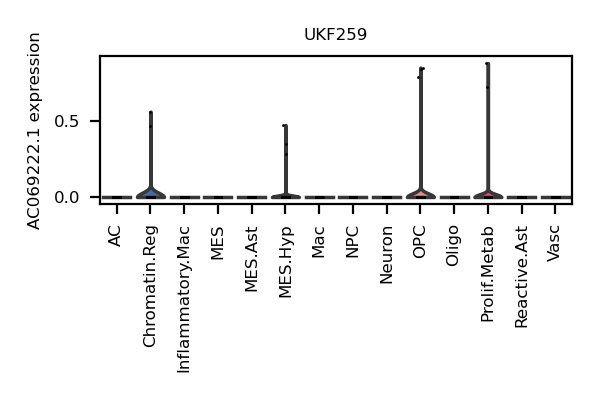 UKF259
AC069222.1 expression
0.5
0.0
AC
Chromatin.Reg
Inflammatory.Mac
MES
MES.Ast
MES.Hyp
Mac
NPC
Neuron
OPC
Oligo
Prolif.Metab
Reactive.Ast
Vasc